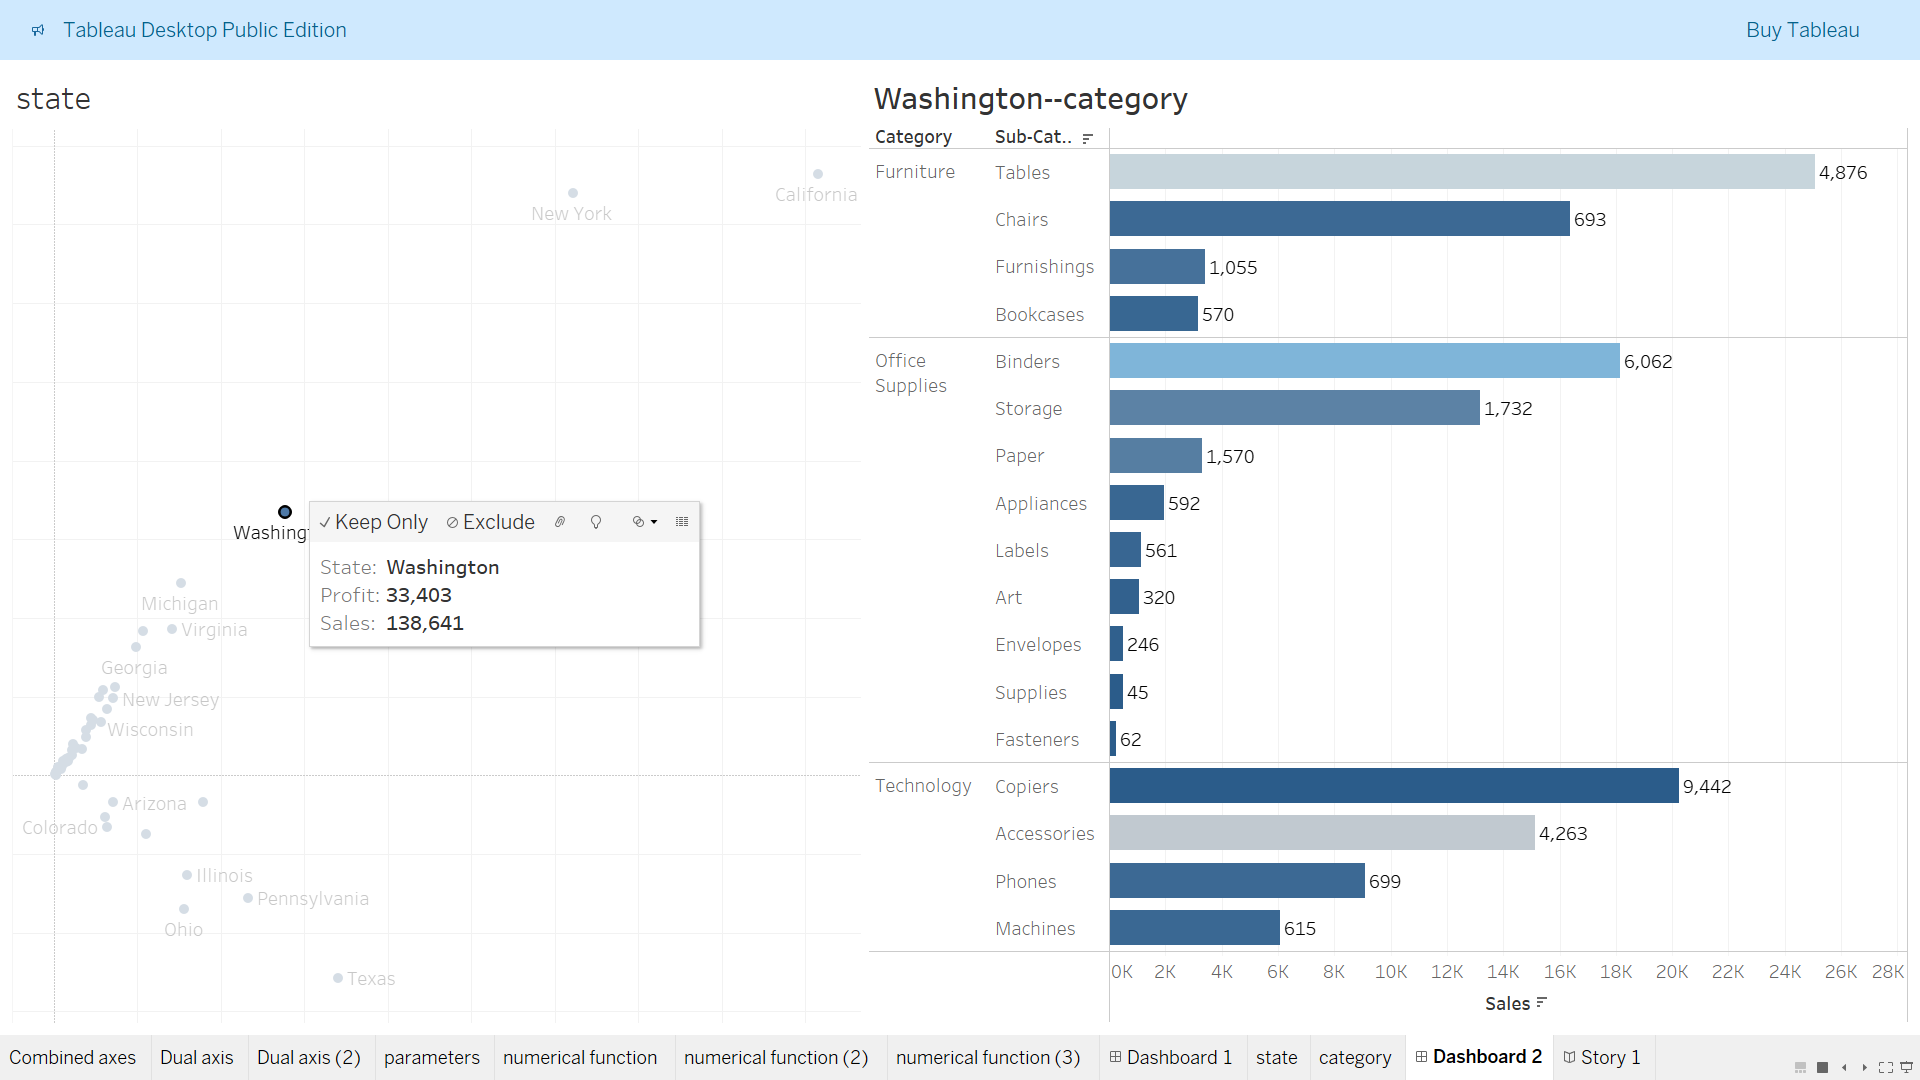 Tableau Desktop Public Edition
Buy Tableau
state
California
New York
Washingt
Keep Only Exclude
State: Washington
Profit: 33,403
Sales: 138,641
Michigan
Virginia
Georgia
New Jersey
Wisconsin
Arizona
Colorado
Illinois
Pennsylvania
Ohio
Texas
Washington--category
Category Sub-Cat..
Furniture Tables 4,876
Chairs 693
Furnishings 1,055
Bookcases 570
Office Supplies Binders 6,062
Storage 1,732
Paper 1,570
Appliances 592
Labels 561
Art 320
Envelopes 246
Supplies 45
Fasteners 62
Technology Copiers 9,442
Accessories 4,263
Phones 699
Machines 615
0K 2K 4K 6K 8K 10K 12K 14K 16K 18K 20K 22K 24K 26K 28K
Sales
Combined axes Dual axis Dual axis (2) parameters numerical function numerical function (2) numerical function (3) Dashboard 1 state category Dashboard 2 Story 1